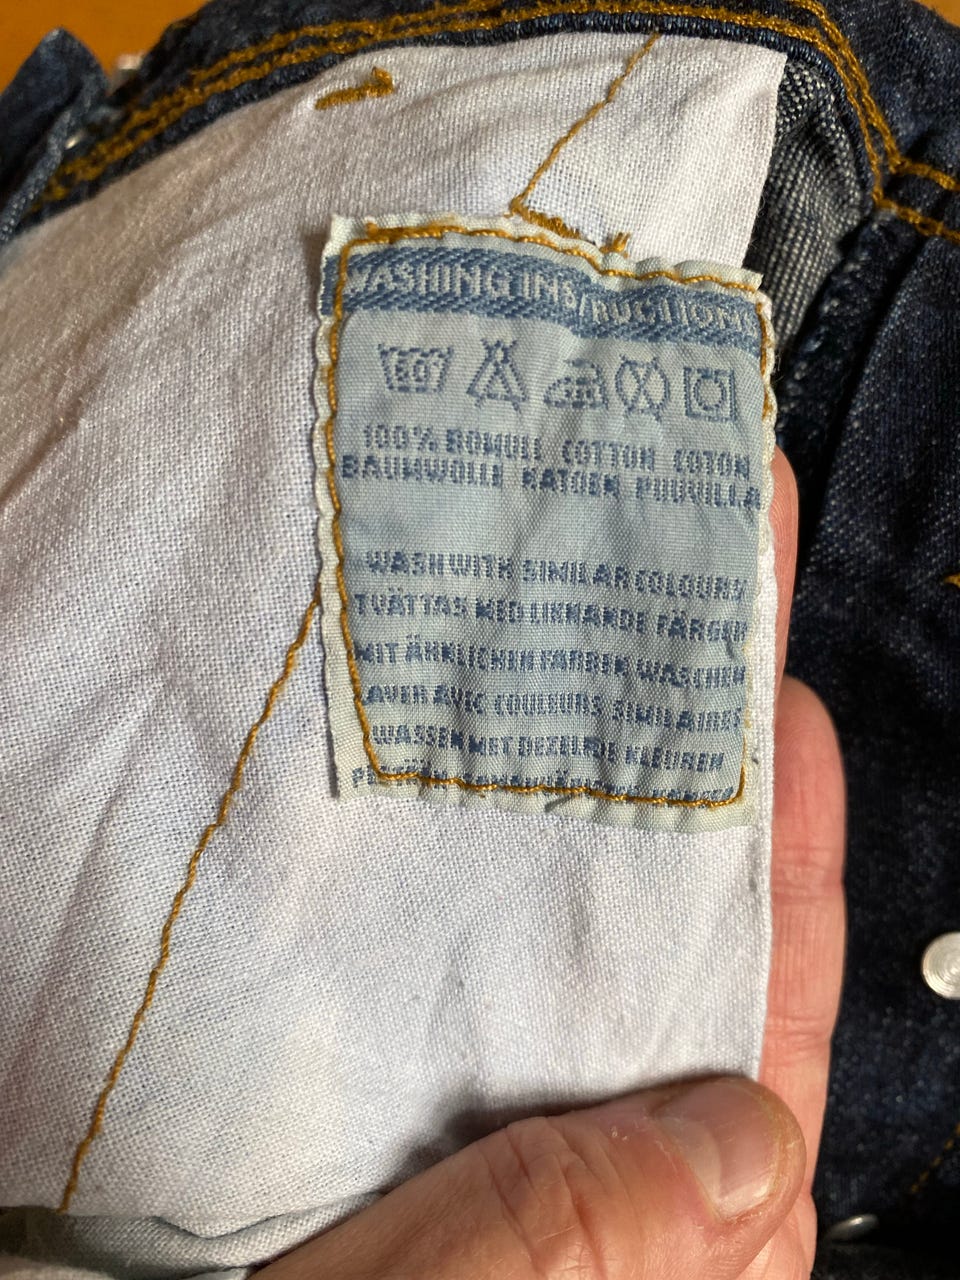 WASHING INSTRUCTIONS
60
100% BOMULL COTTON COTON
BAUMWOLLE KATOEN PUUVILLA
WASH WITH SIMILAR COLOURS
TVÄTTAS MED LIKNANDE FÄRGER
MIT ÄHNLICHEN FARBEN WASCHEN
LAVER AVEC COULEURS SIMILAIRES
WASSEN MET DEZELFDE KLEUREN